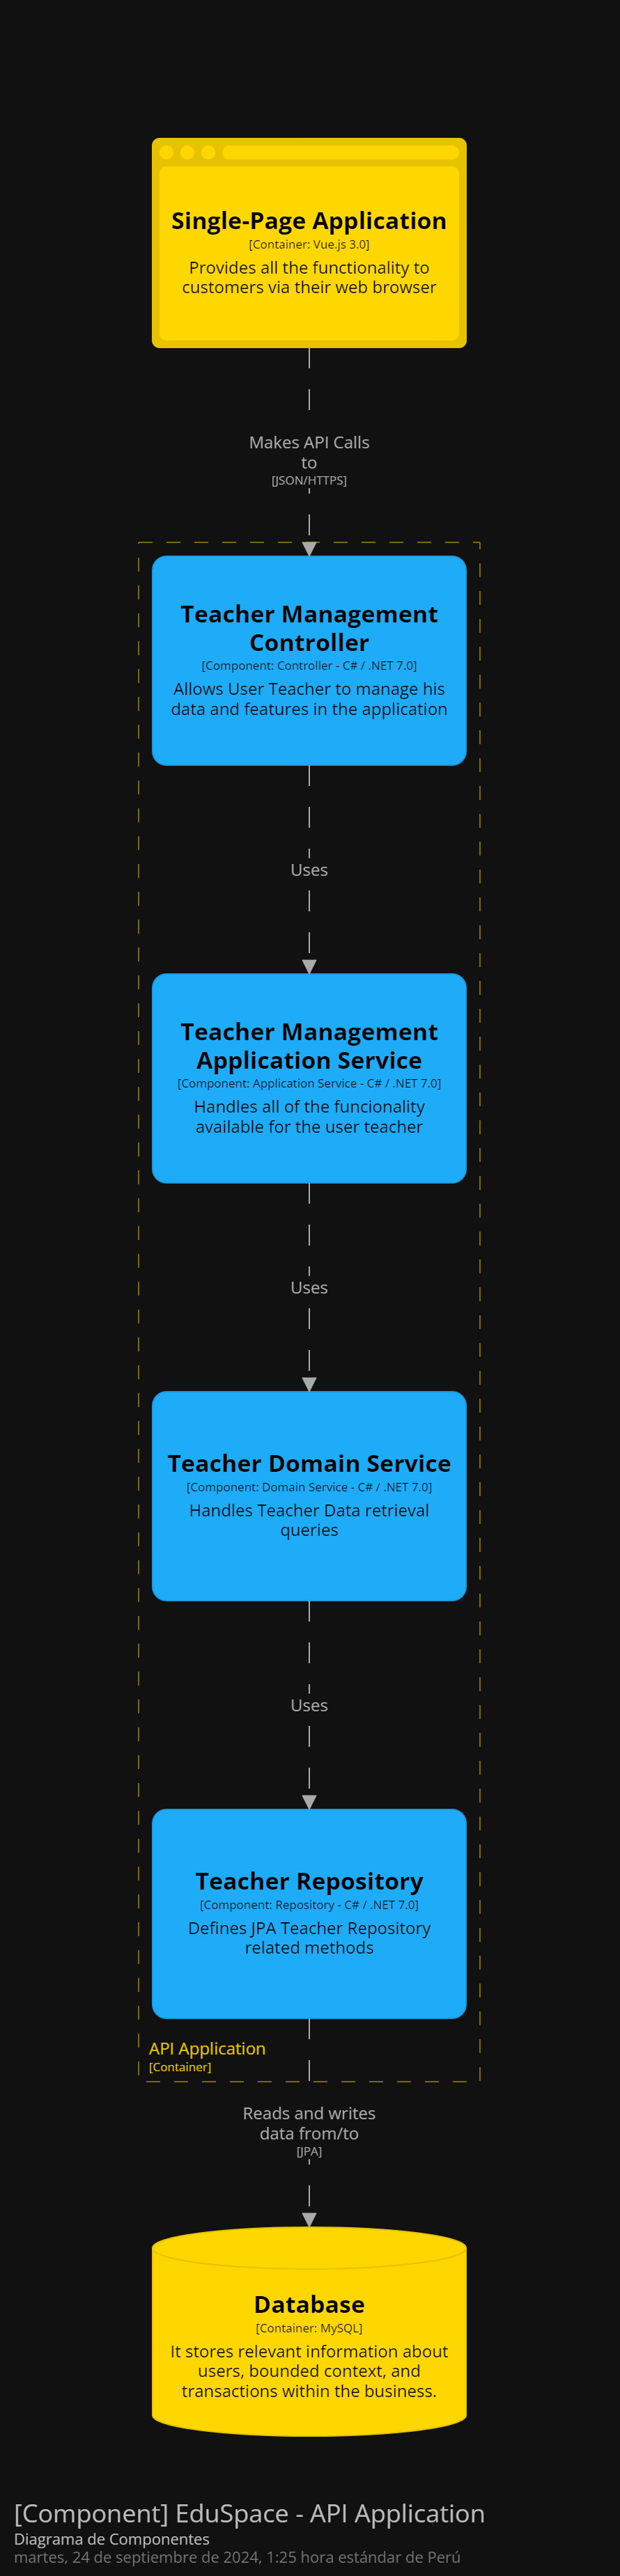 Single-Page Application
[Container: Vue.js 3.0]
Provides all the functionality to
customers via their web browser
Makes API Calls
to
[JSON/HTTPS]
Teacher Management
Controller
[Component: Controller - C# / .NET 7.0]
Allows User Teacher to manage his
data and features in the application
Uses
Teacher Management
Application Service
[Component: Application Service - C# / .NET 7.0]
Handles all of the funcionality
available for the user teacher
Uses
Teacher Domain Service
[Component: Domain Service - C# / .NET 7.0]
Handles Teacher Data retrieval
queries
Uses
Teacher Repository
[Component: Repository - C# / .NET 7.0]
Defines JPA Teacher Repository
related methods
API Application
[Container]
Reads and writes
data from/to
[JPA]
Database
[Container: MySQL]
It stores relevant information about
users, bounded context, and
transactions within the business.
[Component] EduSpace - API Application
Diagrama de Componentes
martes, 24 de septiembre de 2024, 1:25 hora estándar de Perú